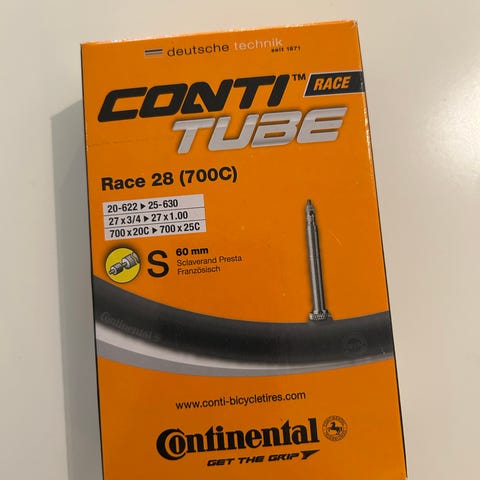 deutsche technik
seit 1871
CONTI™ RACE
TUBE
Race 28 (700C)
20-622 ▶ 25-630
27 x 3/4 ▶ 27 x 1.00
700 x 20C ▶ 700 x 25C
S 60 mm
Sclaverand Presta
Französisch
Continental
www.conti-bicycletires.com
Continental
GET THE GRIP